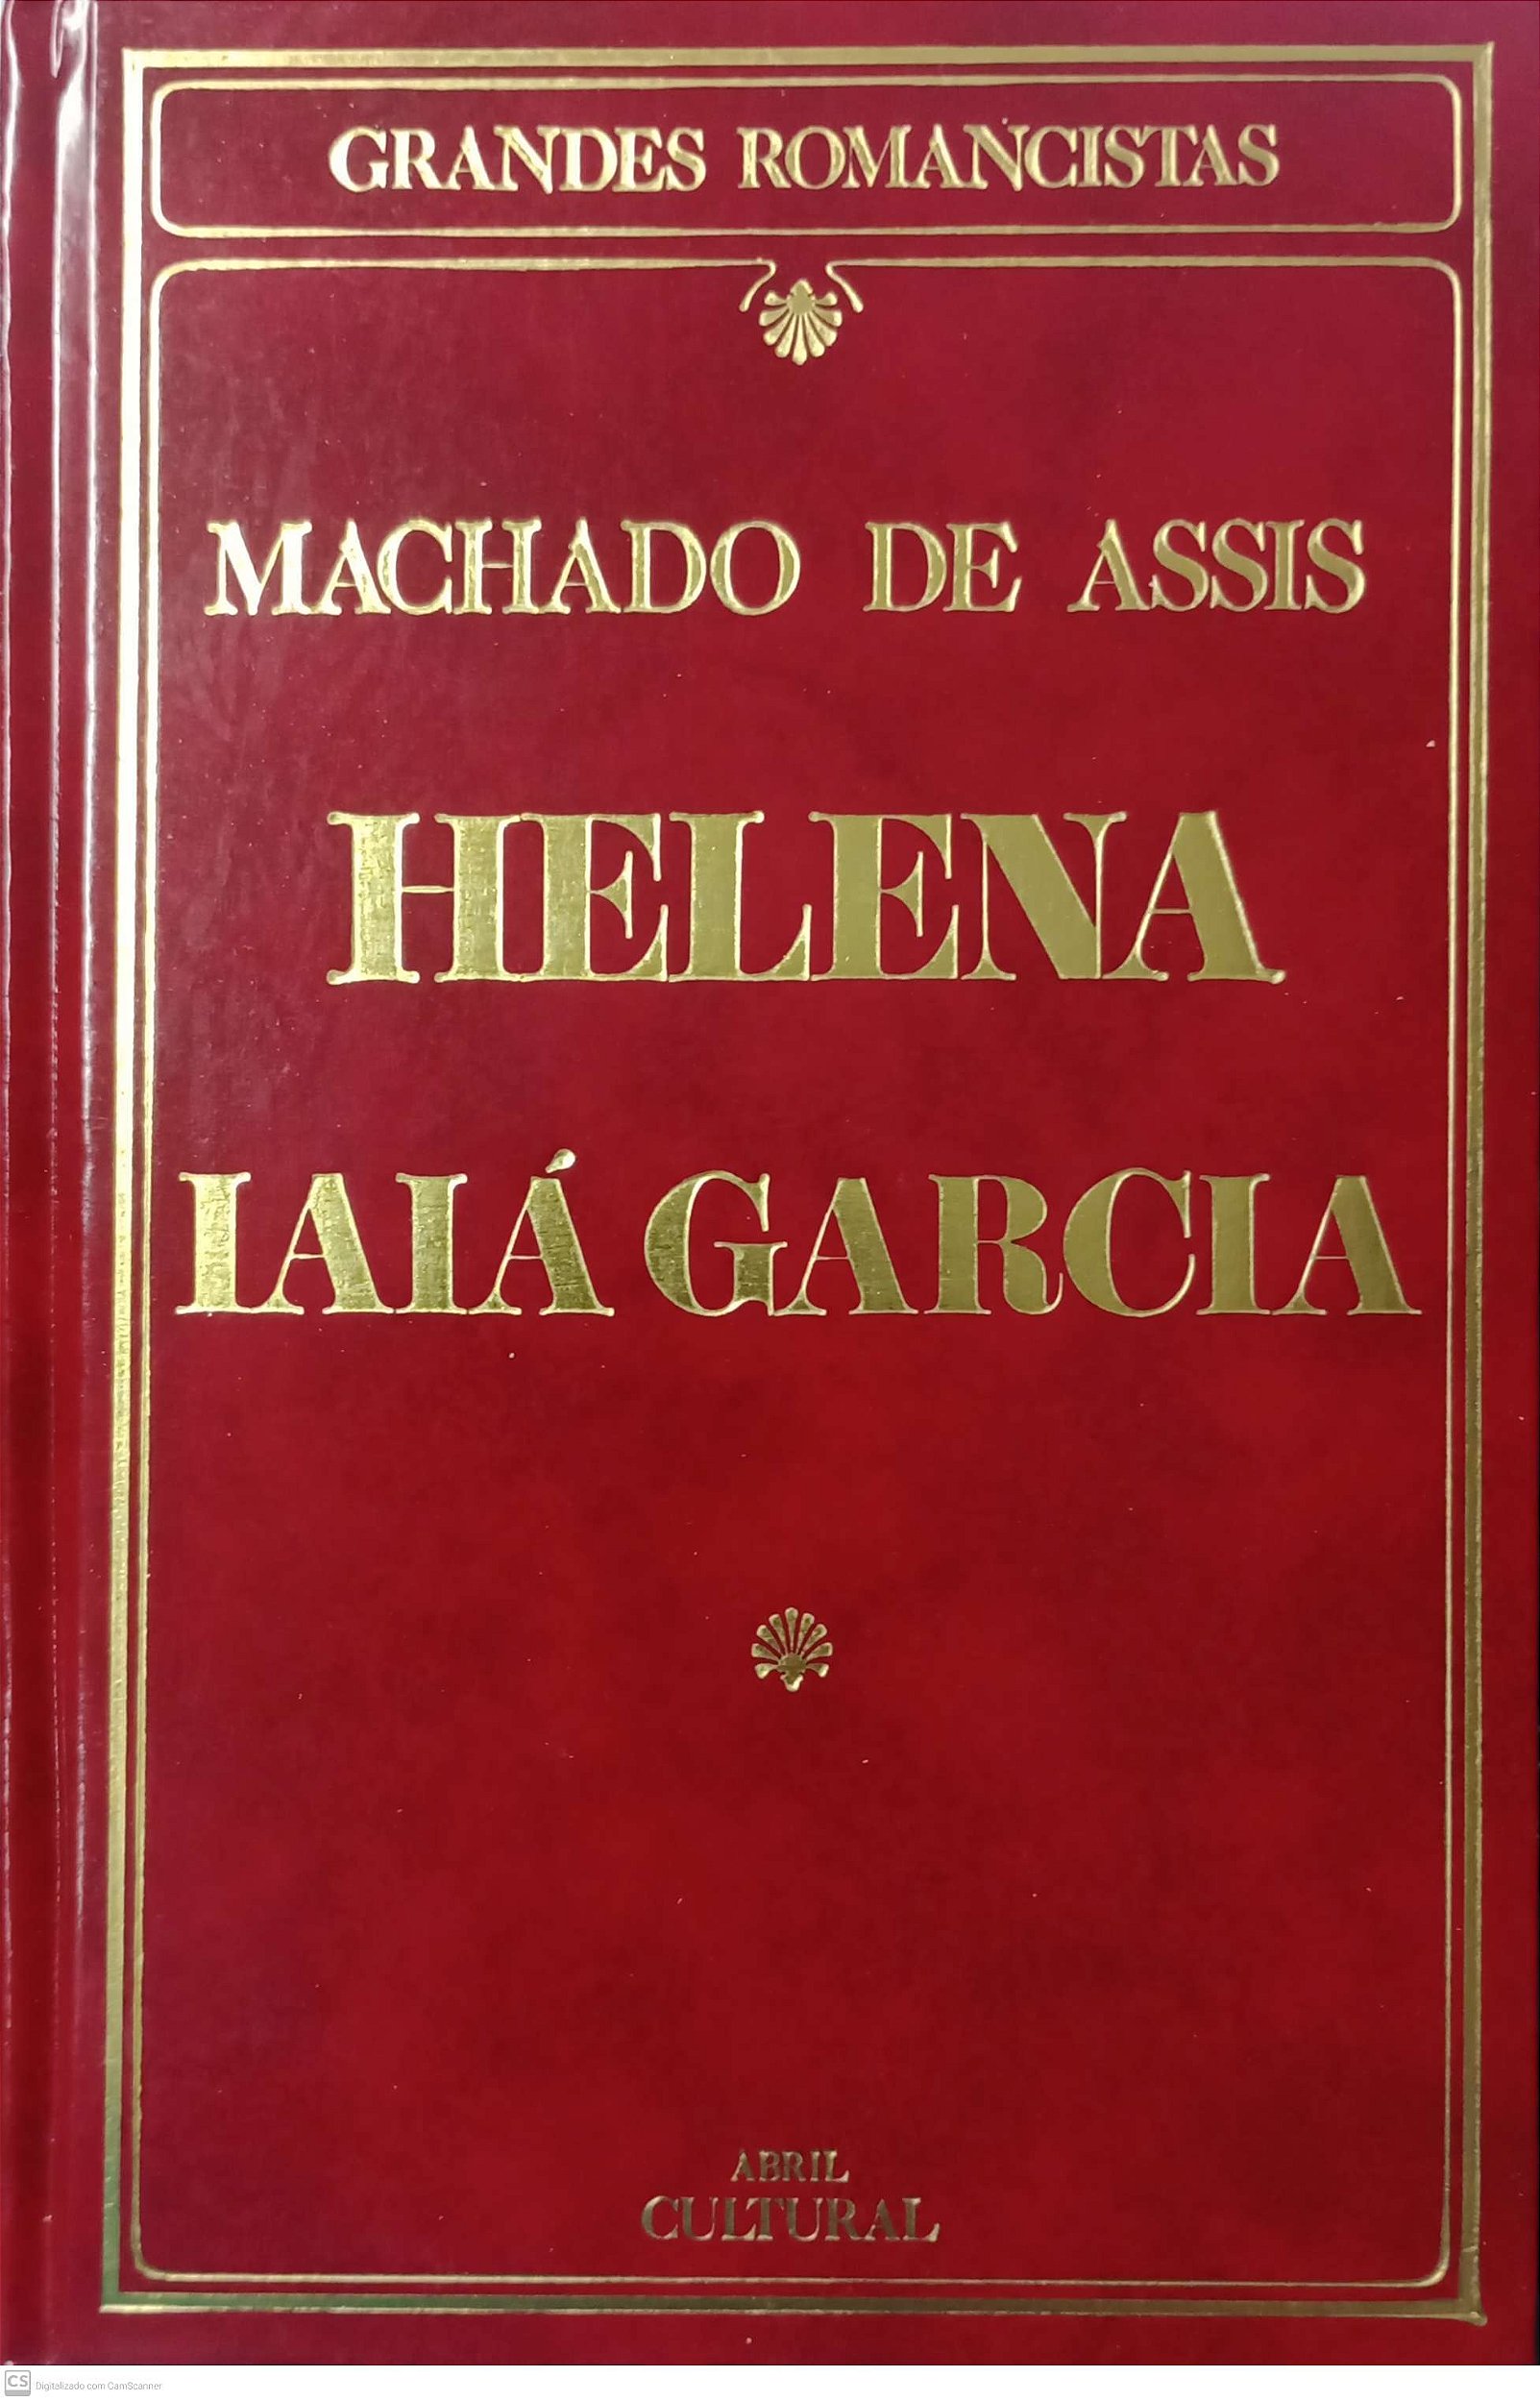 GRANDES ROMANCISTAS
MACHADO DE ASSIS
HELENA
IAIÁ GARCIA
ABRIL
CULTURAL
CS Digitalizado com CamScanner